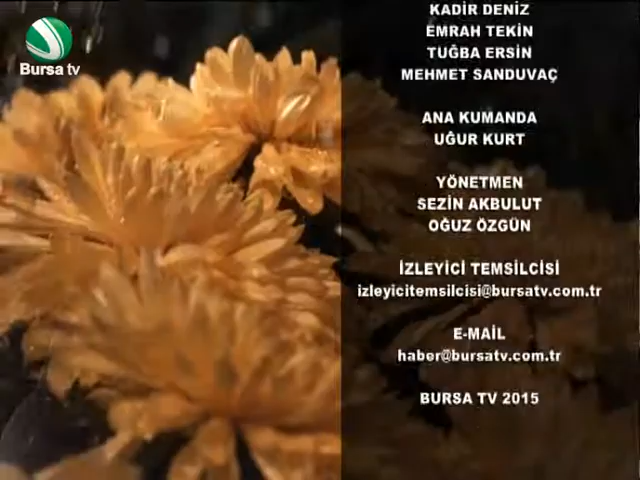 Bursa tv
KADİR DENİZ
EMRAH TEKİN
TUĞBA ERSİN
MEHMET SANDUVAÇ
ANA KUMANDA
UĞUR KURT
YÖNETMEN
SEZİN AKBULUT
OĞUZ ÖZGÜN
İZLEYİCİ TEMSİLCİSİ
izleyicitemsilcisi@bursatv.com.tr
E-MAİL
haber@bursatv.com.tr
BURSA TV 2015